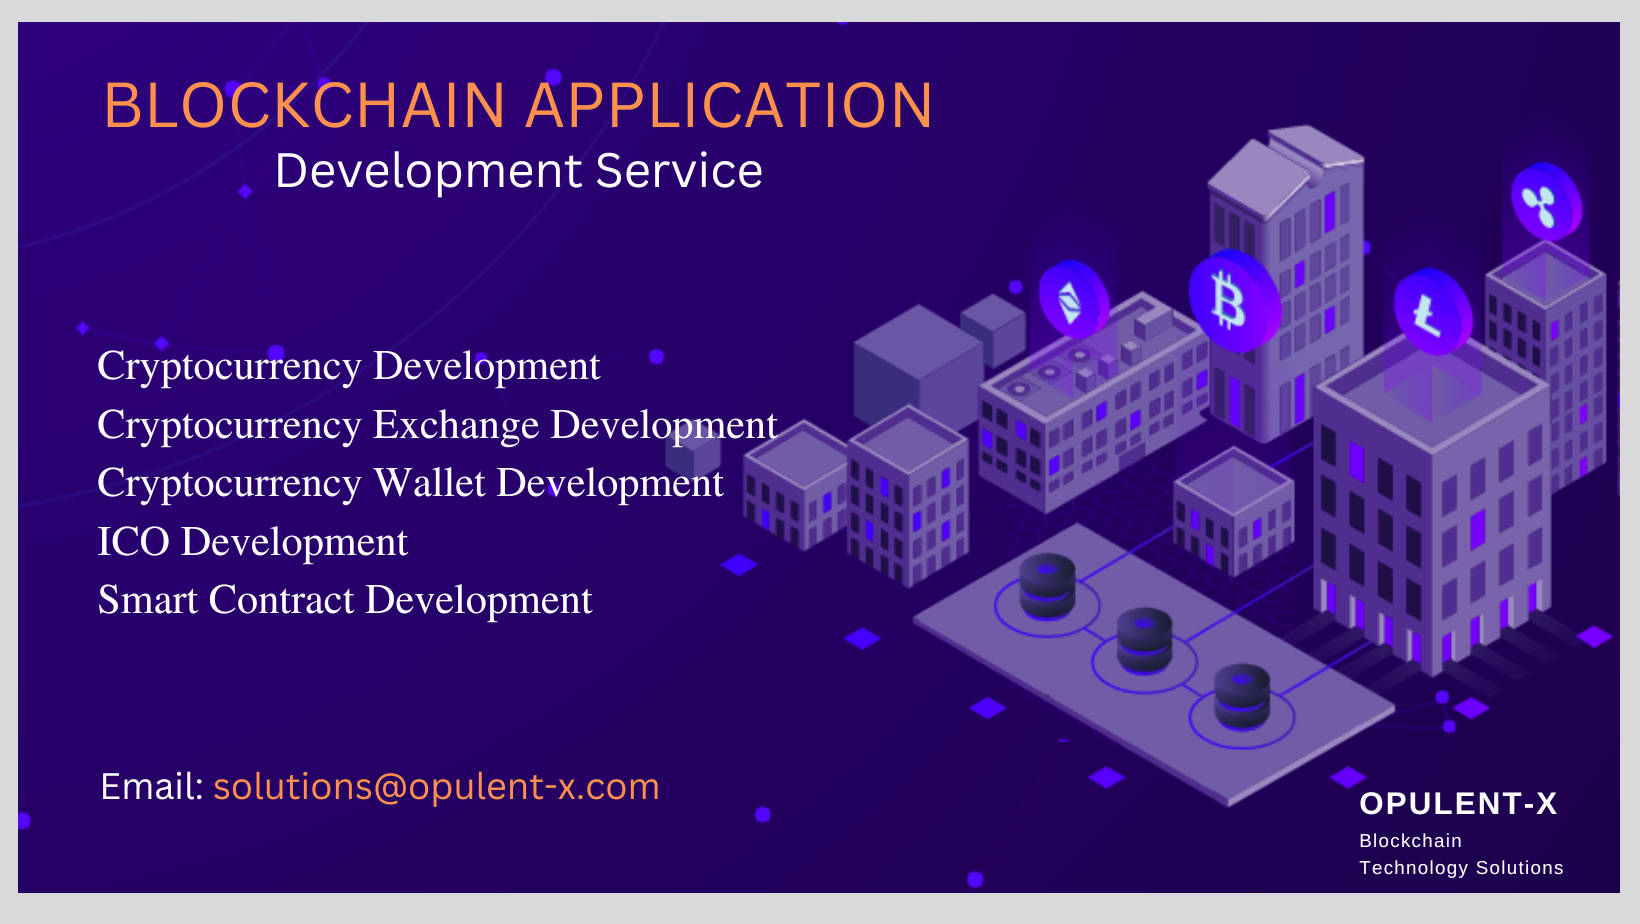 BLOCKCHAIN APPLICATION
Development Service
Cryptocurrency Development
Cryptocurrency Exchange Development
Cryptocurrency Wallet Development
ICO Development
Smart Contract Development
Email: solutions@opulent-x.com
OPULENT-X
Blockchain
Technology Solutions